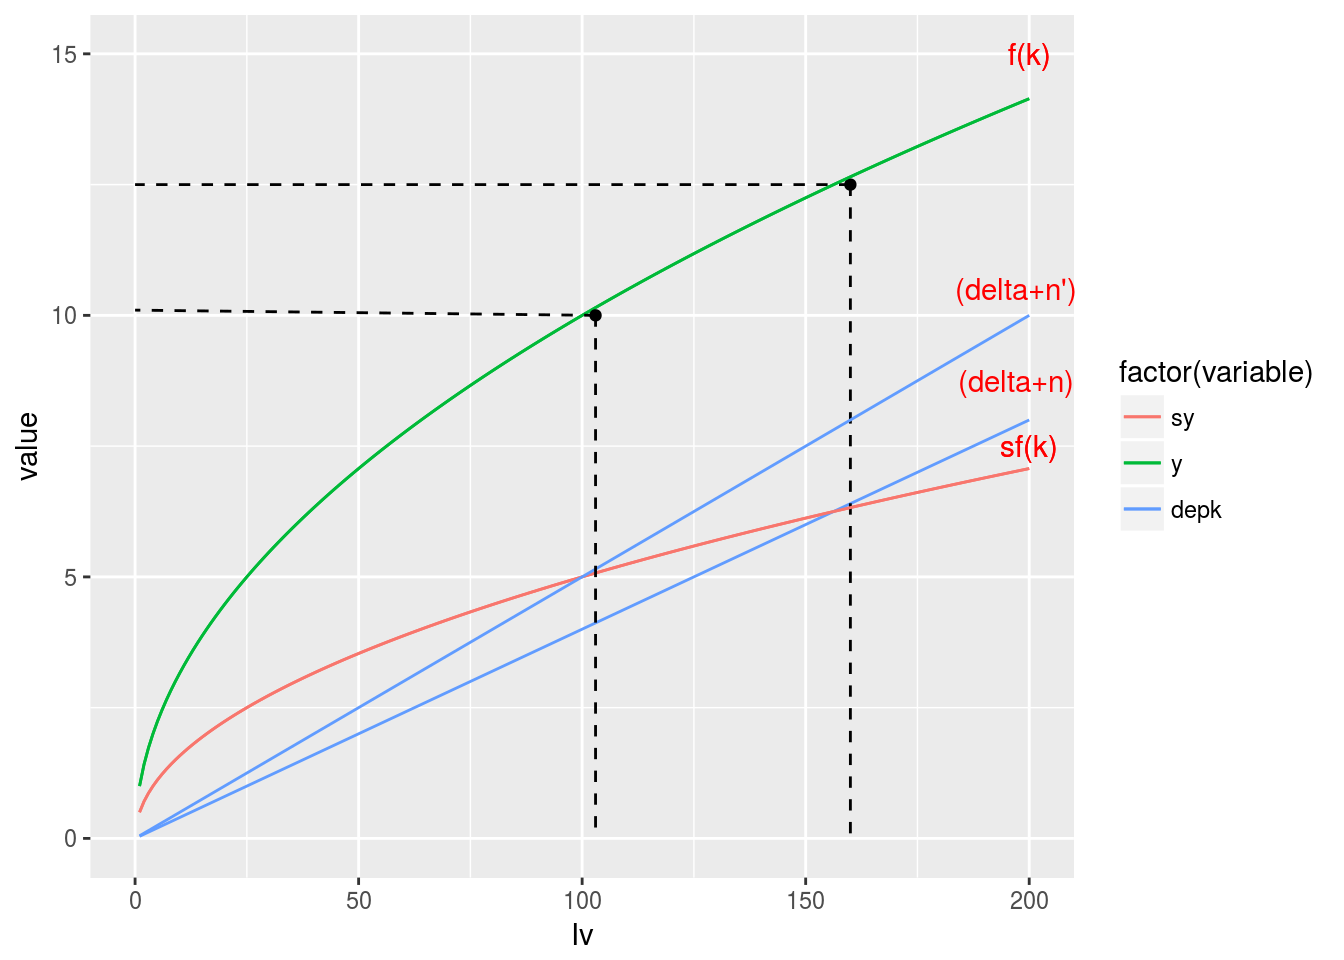 f(k)
(delta+n')
(delta+n)
sf(k)
15
10
5
0
value
0 50 100 150 200
lv
factor(variable)
sy
y
depk